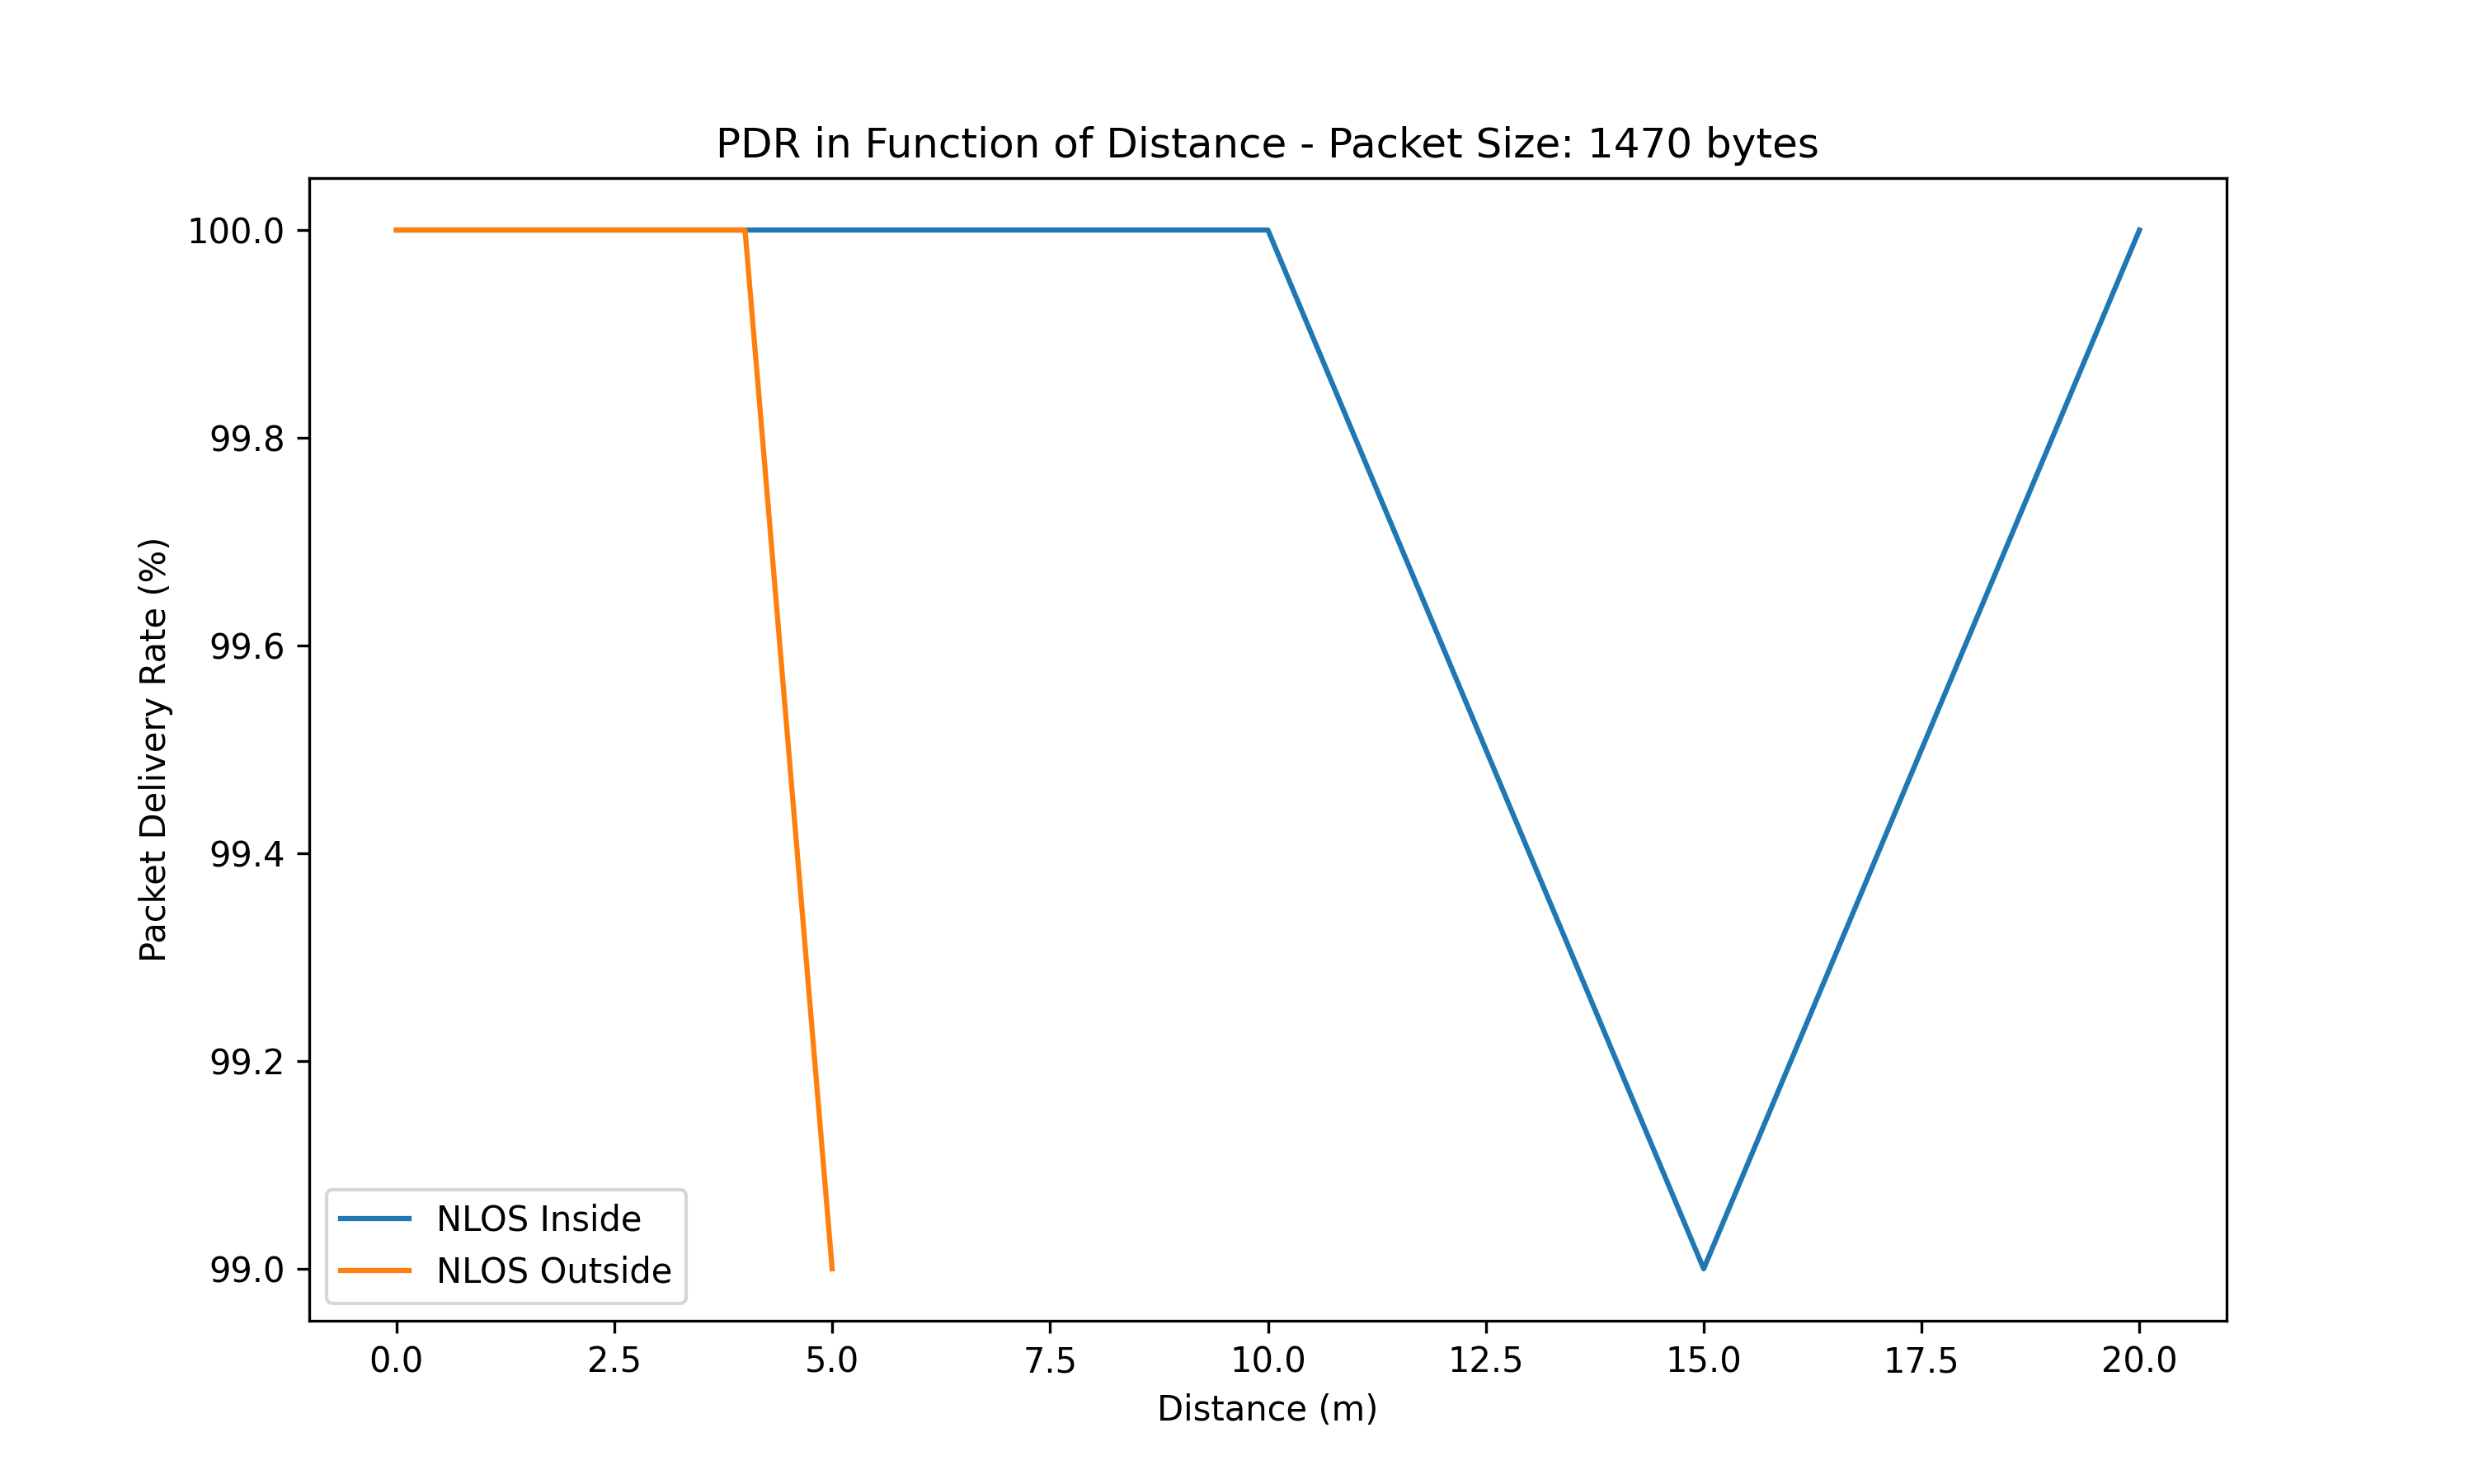 PDR in Function of Distance - Packet Size: 1470 bytes
Packet Delivery Rate (%)
100.0
99.8
99.6
99.4
99.2
99.0
NLOS Inside
NLOS Outside
0.0 2.5 5.0 7.5 10.0 12.5 15.0 17.5 20.0
Distance (m)